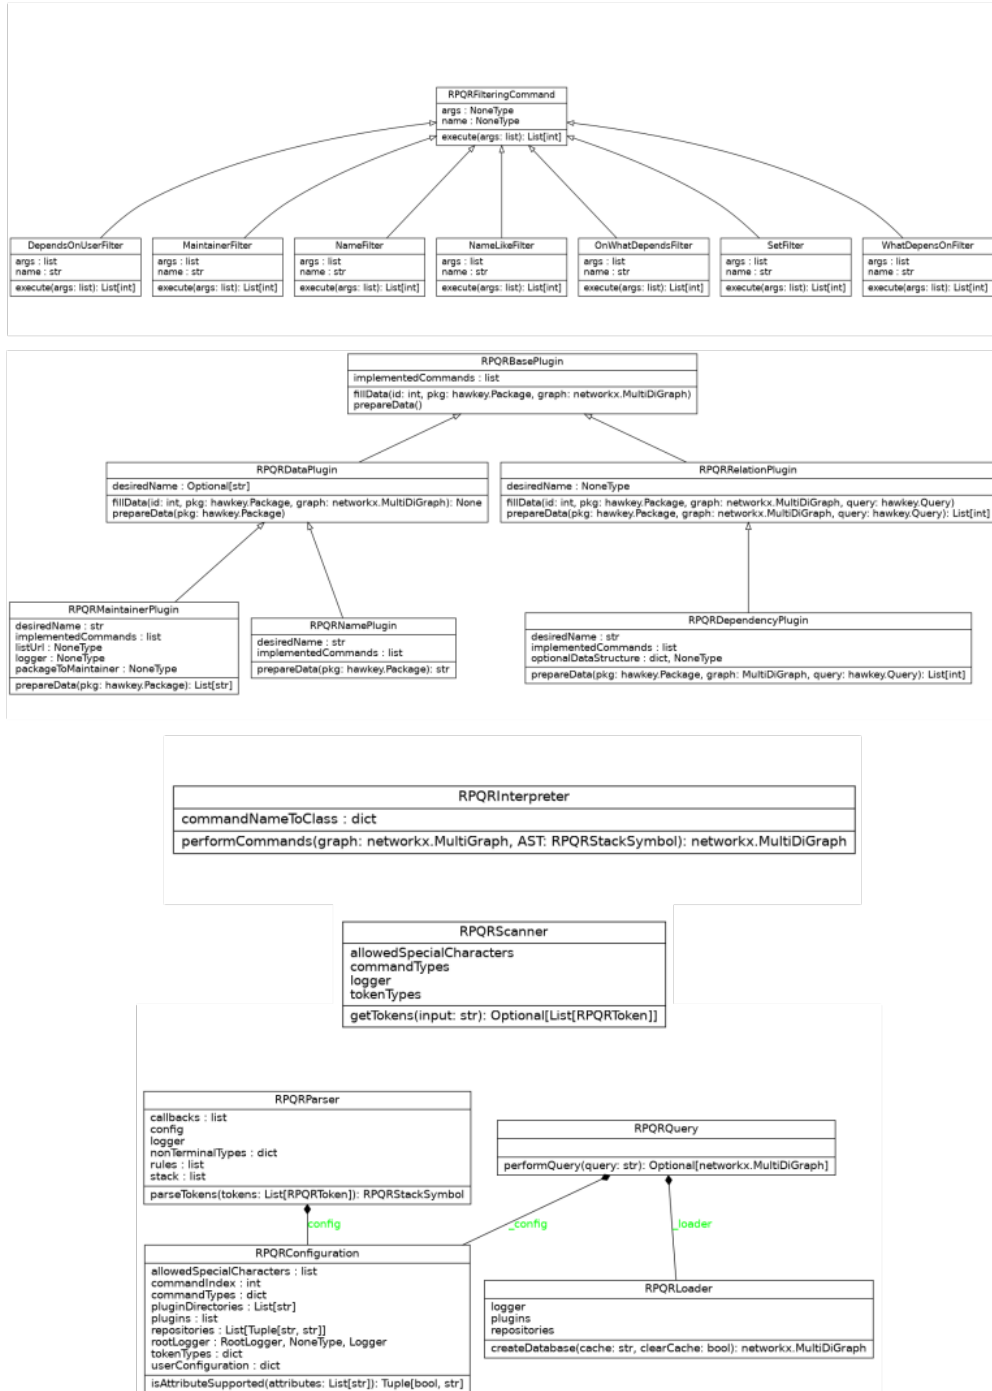 RPQRFilteringCommand
args : NoneType
name : NoneType
execute(args: list): List[int]
DependsOnUserFilter
args : list
name : str
execute(args: list): List[int]
MaintainerFilter
args : list
name : str
execute(args: list): List[int]
NameFilter
args : list
name : str
execute(args: list): List[int]
NameLikeFilter
args : list
name : str
execute(args: list): List[int]
OnWhatDependsFilter
args : list
name : str
execute(args: list): List[int]
SetFilter
args : list
name : str
execute(args: list): List[int]
WhatDepensOnFilter
args : list
name : str
execute(args: list): List[int]
RPQRBasePlugin
implementedCommands : list
fillData(id: int, pkg: hawkey.Package, graph: networkx.MultiDiGraph)
prepareData()
RPQRDataPlugin
desiredName : Optional[str]
fillData(id: int, pkg: hawkey.Package, graph: networkx.MultiDiGraph): None
prepareData(pkg: hawkey.Package)
RPQRRelationPlugin
desiredName : NoneType
fillData(id: int, pkg: hawkey.Package, graph: networkx.MultiDiGraph, query: hawkey.Query)
prepareData(pkg: hawkey.Package, graph: networkx.MultiDiGraph, query: hawkey.Query): List[int]
RPQRMaintainerPlugin
desiredName : str
implementedCommands : list
listUrl : NoneType
logger : NoneType
packageToMaintainer : NoneType
prepareData(pkg: hawkey.Package): List[str]
RPQRNamePlugin
desiredName : str
implementedCommands : list
prepareData(pkg: hawkey.Package): str
RPQRDependencyPlugin
desiredName : str
implementedCommands : list
optionalDataStructure : dict, NoneType
prepareData(pkg: hawkey.Package, graph: MultiDiGraph, query: hawkey.Query): List[int]
RPQRInterpreter
commandNameToClass : dict
performCommands(graph: networkx.MultiGraph, AST: RPQRStackSymbol): networkx.MultiDiGraph
RPQRScanner
allowedSpecialCharacters
commandTypes
logger
tokenTypes
getTokens(input: str): Optional[List[RPQRToken]]
RPQRParser
callbacks : list
config
logger
nonTerminalTypes : dict
rules : list
stack : list
parseTokens(tokens: List[RPQRToken]): RPQRStackSymbol
RPQRQuery
performQuery(query: str): Optional[networkx.MultiDiGraph]
config
_config
_loader
RPQRConfiguration
allowedSpecialCharacters : list
commandIndex : int
commandTypes : dict
pluginDirectories : List[str]
plugins : list
repositories : List[Tuple[str, str]]
rootLogger : RootLogger, NoneType, Logger
tokenTypes : dict
userConfiguration : dict
isAttributeSupported(attributes: List[str]): Tuple[bool, str]
RPQRLoader
logger
plugins
repositories
createDatabase(cache: str, clearCache: bool): networkx.MultiDiGraph